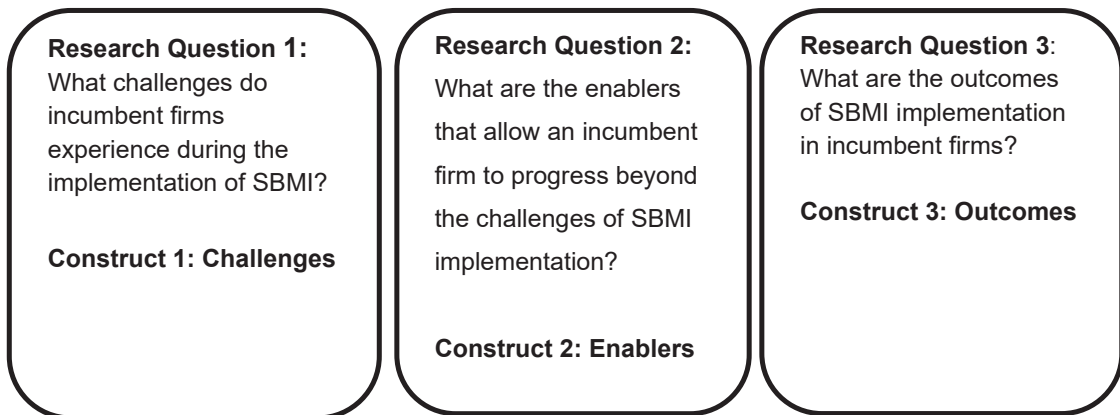 Research Question 1:
What challenges do
incumbent firms
experience during the
implementation of SBMI?
Construct 1: Challenges
Research Question 2:
What are the enablers
that allow an incumbent
firm to progress beyond
the challenges of SBMI
implementation?
Construct 2: Enablers
Research Question 3:
What are the outcomes
of SBMI implementation
in incumbent firms?
Construct 3: Outcomes